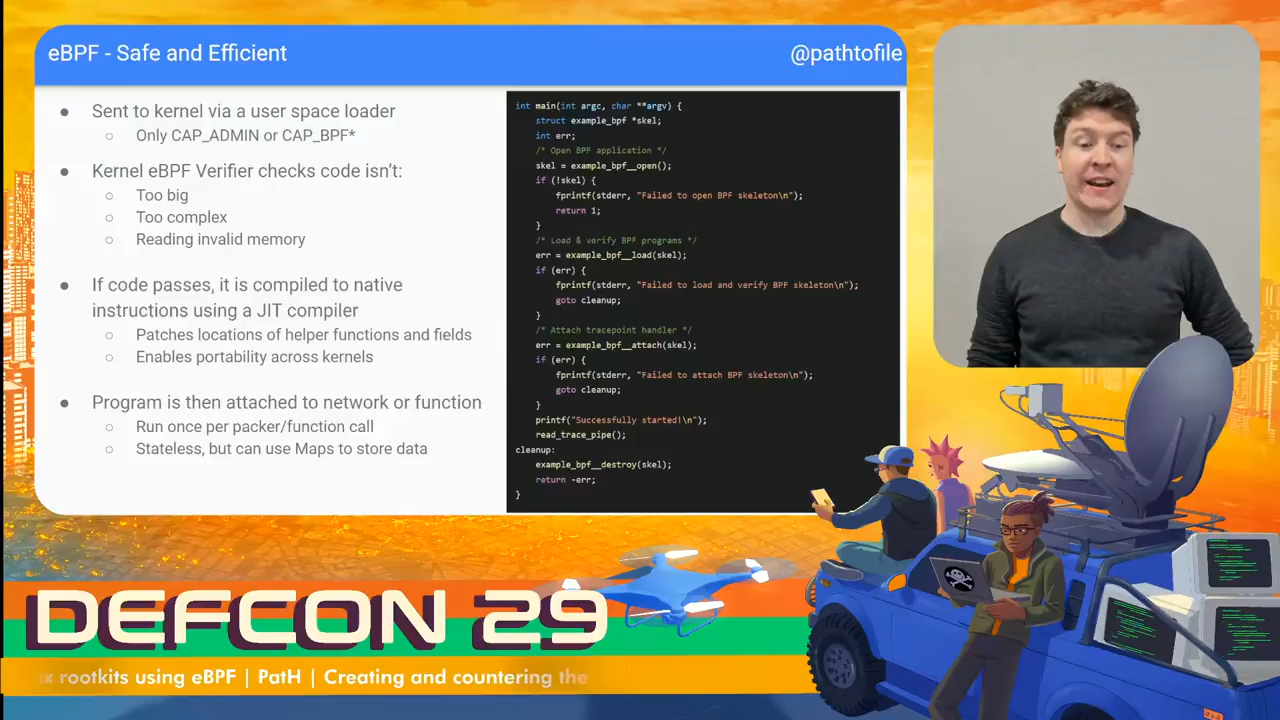 eBPF - Safe and Efficient
@pathtofile
● Sent to kernel via a user space loader
○ Only CAP_ADMIN or CAP_BPF*
● Kernel eBPF Verifier checks code isn't:
○ Too big
○ Too complex
○ Reading invalid memory
● If code passes, it is compiled to native
instructions using a JIT compiler
○ Patches locations of helper functions and fields
○ Enables portability across kernels
● Program is then attached to network or function
○ Run once per packer/function call
○ Stateless, but can use Maps to store data
int main(int argc, char **argv) {
struct example_bpf *skel;
int err;
/* Open BPF application */
skel = example_bpf__open();
if (!skel) {
fprintf(stderr, "Failed to open BPF skeleton\n");
return 1;
}
/* Load & verify BPF programs */
err = example_bpf__load(skel);
if (err) {
fprintf(stderr, "Failed to load and verify BPF skeleton\n");
goto cleanup;
}
/* Attach tracepoint handler */
err = example_bpf__attach(skel);
if (err) {
fprintf(stderr, "Failed to attach BPF skeleton\n");
goto cleanup;
}
printf("Successfully started!\n");
read_trace_pipe();
cleanup:
example_bpf__destroy(skel);
return -err;
}
DEFCON 29
x rootkits using eBPF | PatH | Creating and countering the